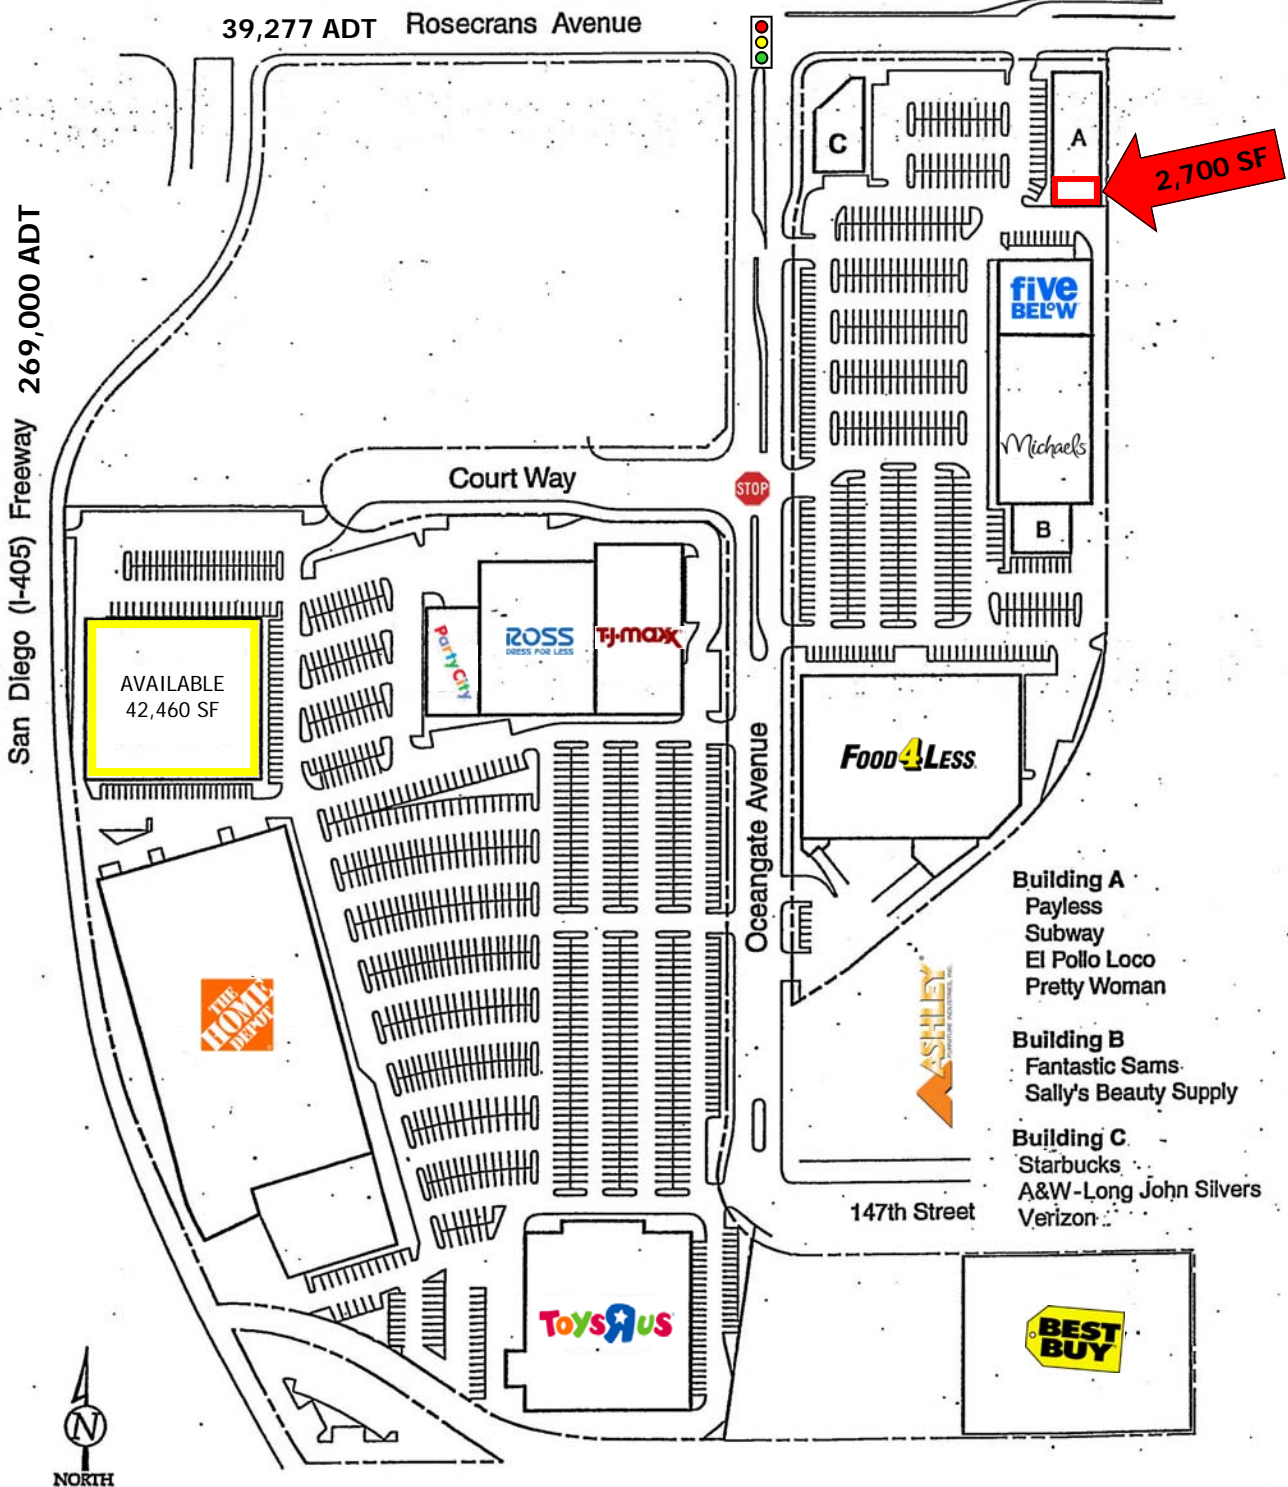 39,277 ADT
Rosecrans Avenue
C
A
2,700 SF
San Diego (I-405) Freeway
269,000 ADT
five
BELOW
Michaels
Court Way
STOP
B
Party City
ROSS
DRESS FOR LESS
T·J·maxx
AVAILABLE
42,460 SF
FOOD 4 LESS
Oceangate Avenue
Building A
Payless
Subway
El Pollo Loco
Pretty Woman
ASHLEY
FURNITURE INDUSTRIES, INC.
THE
HOME
DEPOT
Building B
Fantastic Sams
Sally's Beauty Supply
Building C
Starbucks
A&W-Long John Silvers
Verizon
147th Street
TOYS R US
BEST
BUY
N
NORTH